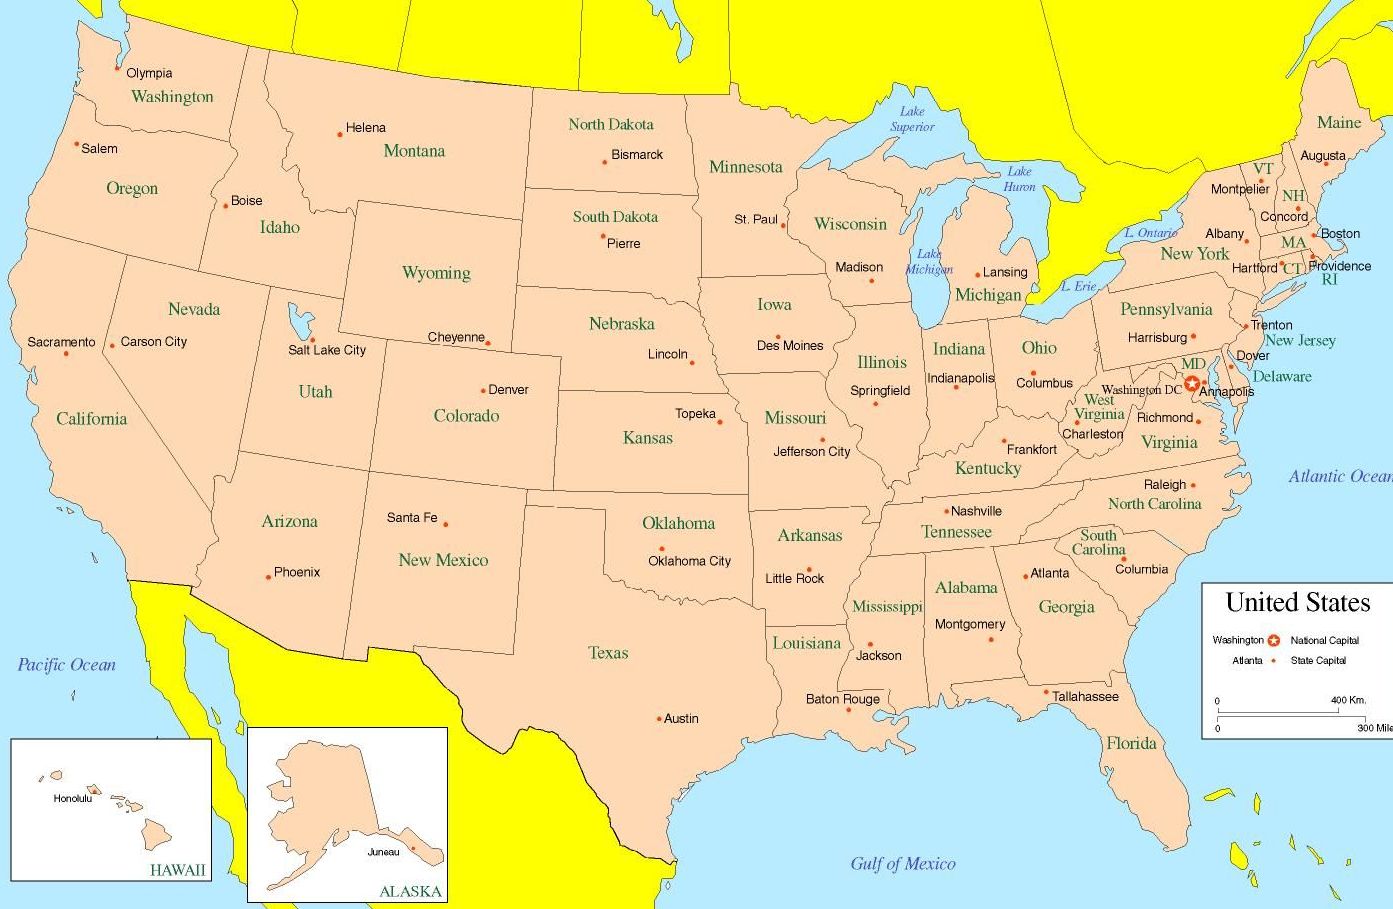 Olympia
Washington
Helena
Montana
North Dakota
Bismarck
Minnesota
St. Paul
Lake
Superior
Lake
Huron
Maine
Augusta
VT
Montpelier
NH
Concord
Salem
Oregon
Boise
Idaho
South Dakota
Pierre
Wisconsin
Madison
Lake
Michigan
Lansing
Michigan
L. Ontario
L. Erie
New York
Albany
MA
Boston
Hartford
CT
Providence
RI
Wyoming
Cheyenne
Nevada
Sacramento
Carson City
California
Salt Lake City
Utah
Nebraska
Lincoln
Iowa
Des Moines
Illinois
Springfield
Indiana
Indianapolis
Ohio
Columbus
Pennsylvania
Harrisburg
Trenton
New Jersey
Dover
Delaware
MD
Washington DC
Annapolis
West
Virginia
Charleston
Richmond
Virginia
Denver
Colorado
Topeka
Kansas
Missouri
Jefferson City
Frankfort
Kentucky
Atlantic Ocean
Raleigh
North Carolina
Nashville
Tennessee
South
Carolina
Columbia
Arizona
Phoenix
Santa Fe
New Mexico
Oklahoma
Oklahoma City
Arkansas
Little Rock
Mississippi
Jackson
Alabama
Montgomery
Atlanta
Georgia
Pacific Ocean
Texas
Austin
Louisiana
Baton Rouge
Tallahassee
Florida
Gulf of Mexico
Honolulu
HAWAII
Juneau
ALASKA
United States
Washington National Capital
Atlanta State Capital
0 400 Km.
0 300 Mile